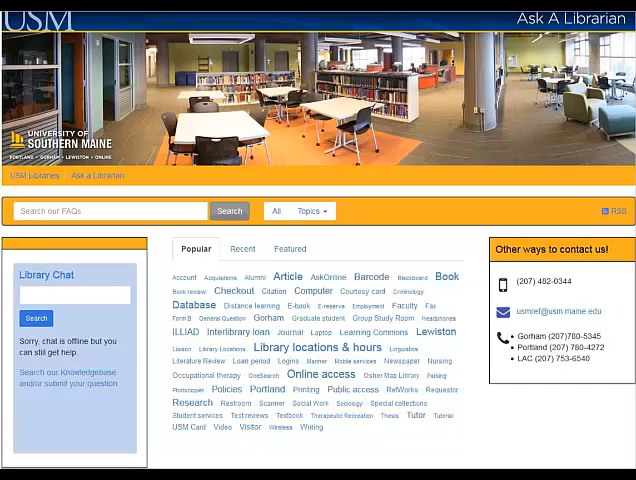 USM
Ask A Librarian
UNIVERSITY OF
SOUTHERN MAINE
PORTLAND • GORHAM • LEWISTON • ONLINE
USM Libraries Ask a Librarian
Search our FAQs Search All Topics RSS
Library Chat
Search
Sorry, chat is offline but you
can still get help.
Search our Knowledgebase
and/or submit your question.
Popular Recent Featured
Account Acquisitions Alumni Article AskOnline Barcode Blackboard Book
Book review Checkout Citation Computer Courtesy card Criminology
Database Distance learning E-book E-reserve Employment Faculty Fax
Form B General Question Gorham Graduate student Group Study Room Headphones
ILLIAD Interlibrary loan Journal Laptop Learning Commons Lewiston
Liaison Library Locations Library locations & hours Linguistics
Literature Review Loan period Logins Mariner Mobile services Newspaper Nursing
Occupational therapy OneSearch Online access Osher Map Library Parking
Photocopier Policies Portland Printing Public access RefWorks Requestor
Research Restroom Scanner Social Work Sociology Special collections
Student services Test reviews Textbook Therapeutic Recreation Thesis Tutor Tutorial
USM Card Video Visitor Wireless Writing
Other ways to contact us!
(207) 482-0344
usmref@usm.maine.edu
• Gorham (207)780-5345
• Portland (207) 780-4272
• LAC (207) 753-6540